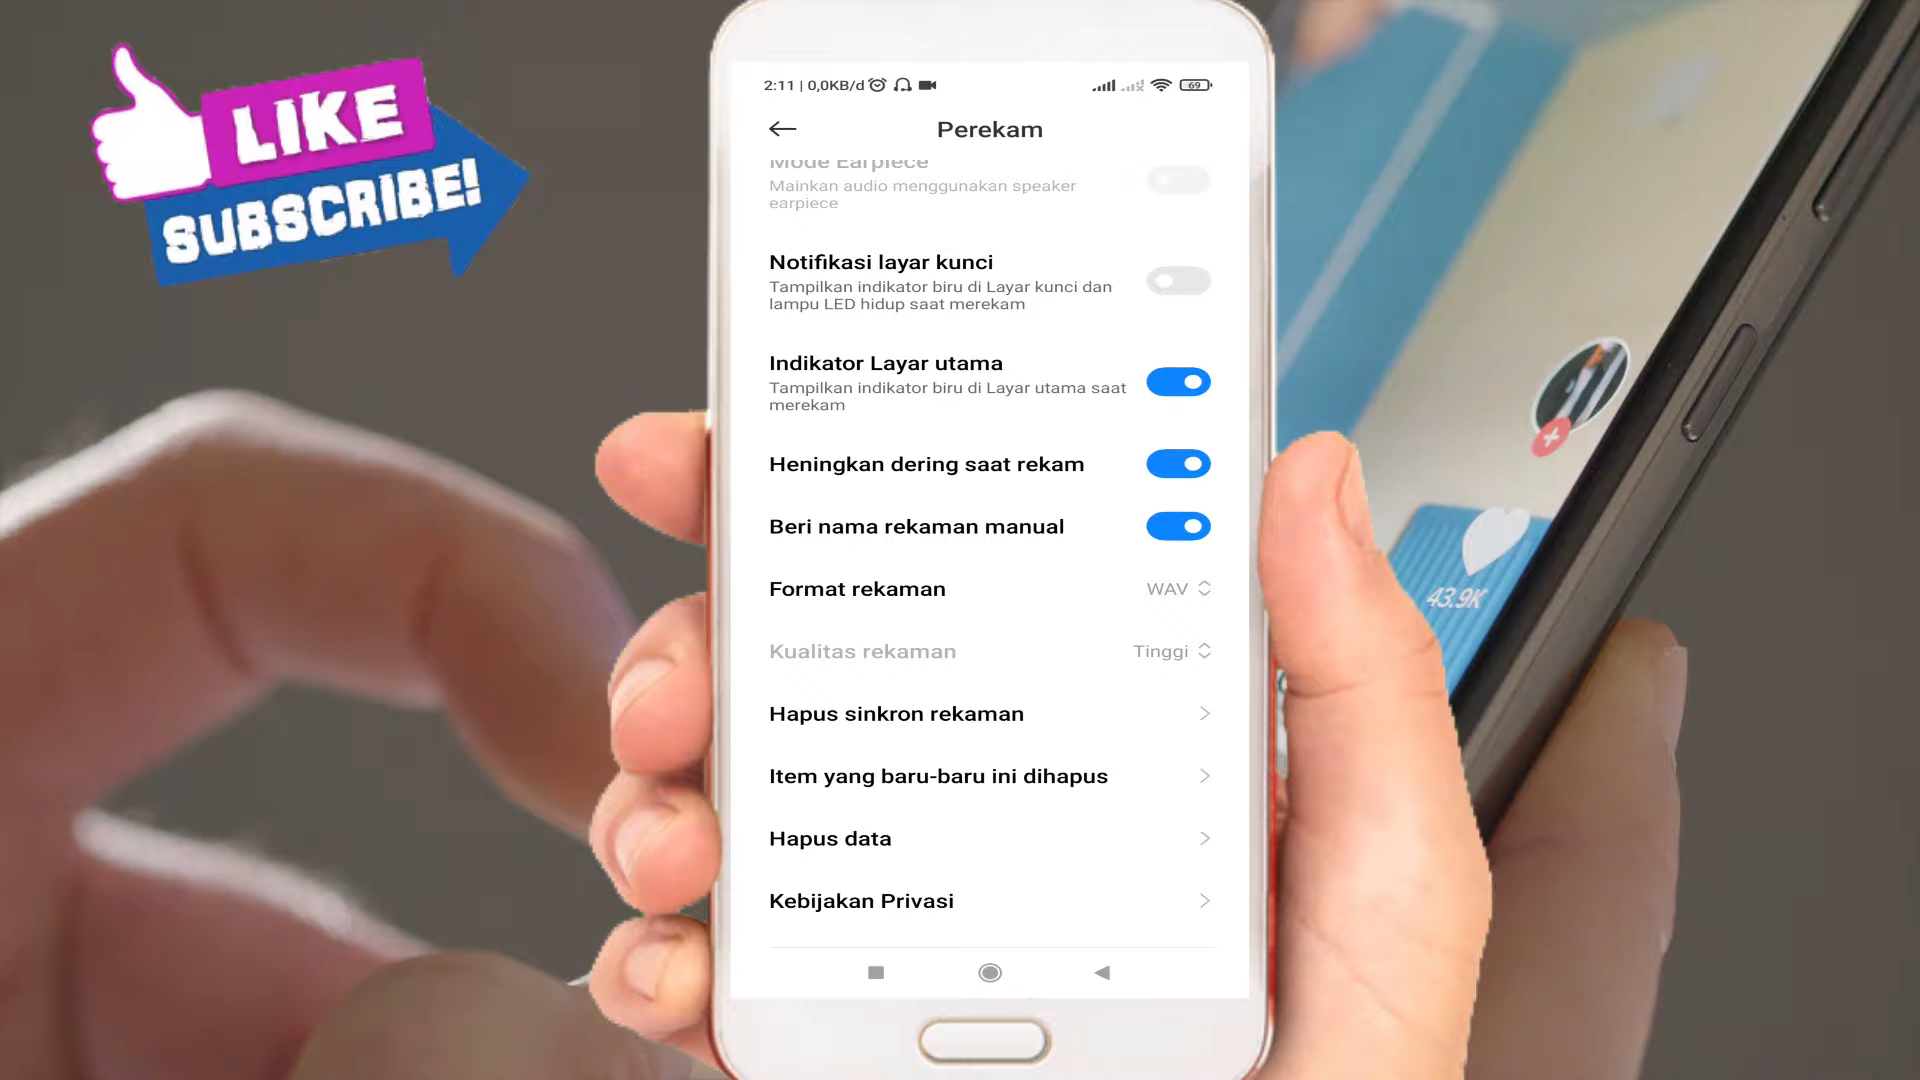 LIKE
SUBSCRIBE!
2:11 | 0,0KB/d
69
Perekam
Mode Earpiece
Mainkan audio menggunakan speaker
earpiece
Notifikasi layar kunci
Tampilkan indikator biru di Layar kunci dan
lampu LED hidup saat merekam
Indikator Layar utama
Tampilkan indikator biru di Layar utama saat
merekam
Heningkan dering saat rekam
Beri nama rekaman manual
Format rekaman WAV
Kualitas rekaman Tinggi
Hapus sinkron rekaman
Item yang baru-baru ini dihapus
Hapus data
Kebijakan Privasi
43.9K